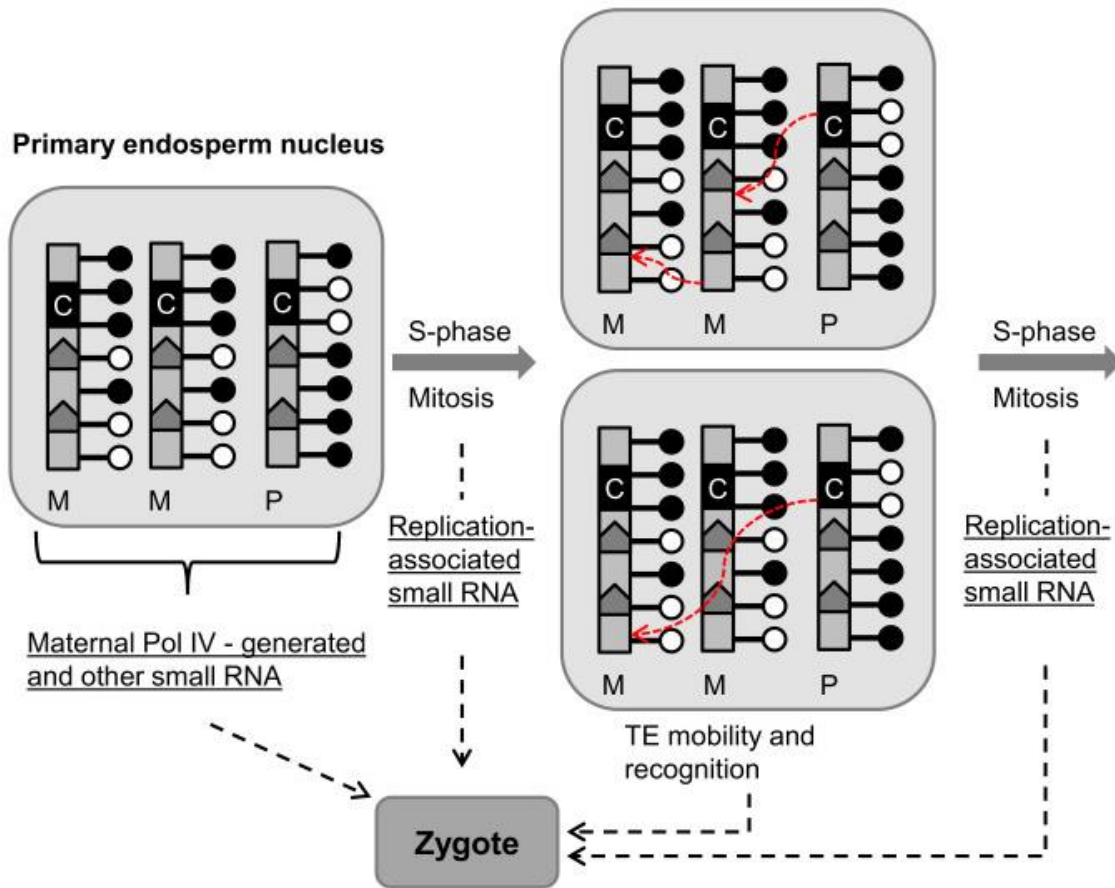 Primary endosperm nucleus
C C C
M M P
S-phase
Mitosis
Replication-
associated
small RNA
Maternal Pol IV - generated
and other small RNA
C C C
M M P
C C C
M M P
TE mobility and
recognition
S-phase
Mitosis
Replication-
associated
small RNA
Zygote